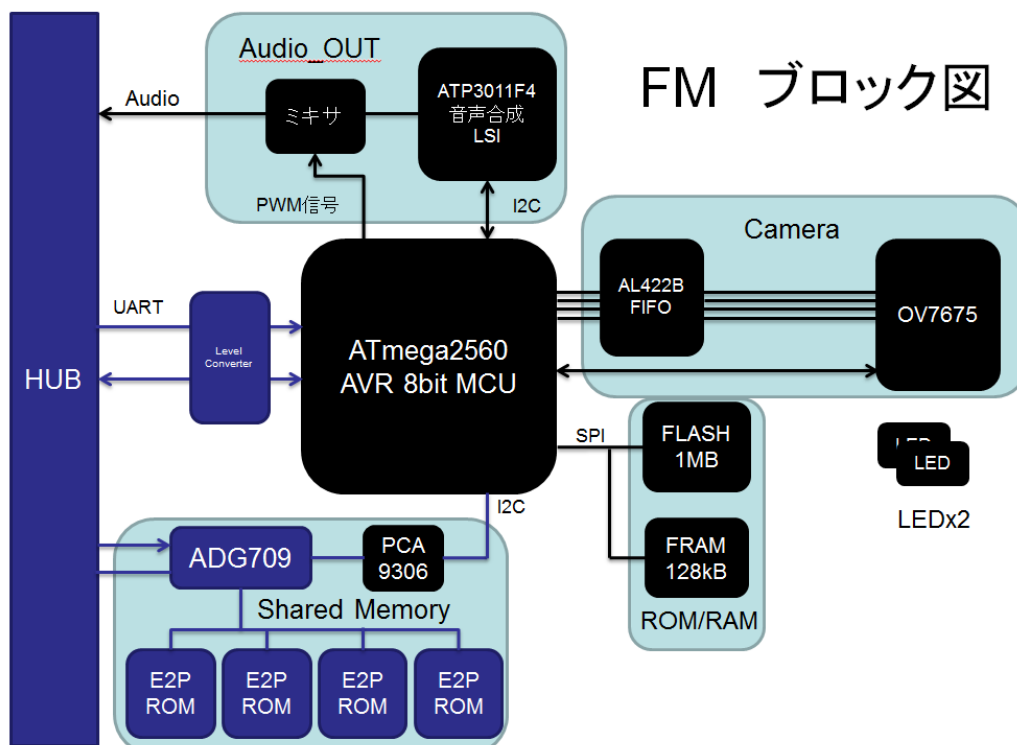 FM ブロック図
Audio_OUT
Audio
ミキサ
ATP3011F4
音声合成
LSI
PWM信号
I2C
Camera
AL422B
FIFO
OV7675
UART
Level
Converter
HUB
ATmega2560
AVR 8bit MCU
SPI
FLASH
1MB
LED
LED
LEDx2
I2C
FRAM
128kB
ROM/RAM
ADG709
PCA
9306
Shared Memory
E2P
ROM
E2P
ROM
E2P
ROM
E2P
ROM